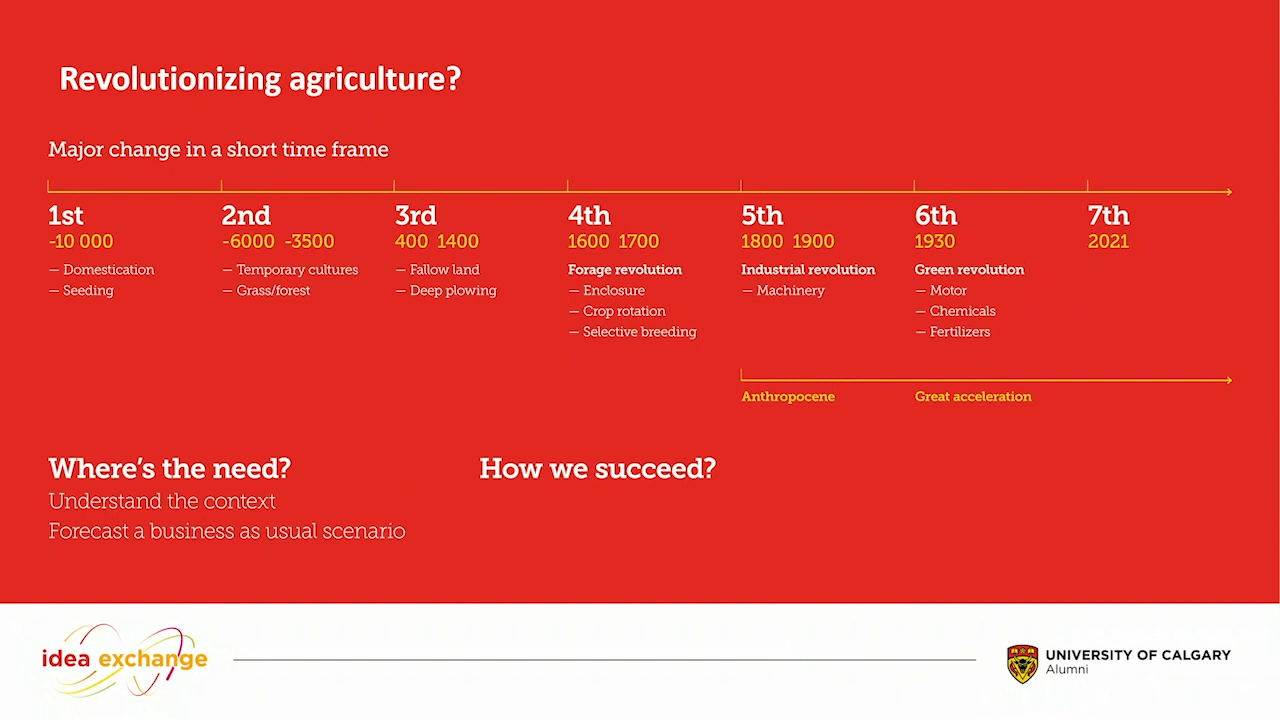 Revolutionizing agriculture?
Major change in a short time frame
1st
-10 000
— Domestication
— Seeding
2nd
-6000 -3500
— Temporary cultures
— Grass/forest
3rd
400 1400
— Fallow land
— Deep plowing
4th
1600 1700
Forage revolution
— Enclosure
— Crop rotation
— Selective breeding
5th
1800 1900
Industrial revolution
— Machinery
6th
1930
Green revolution
— Motor
— Chemicals
— Fertilizers
7th
2021
Anthropocene
Great acceleration
Where's the need?
Understand the context
Forecast a business as usual scenario
How we succeed?
idea exchange
UNIVERSITY OF CALGARY
Alumni